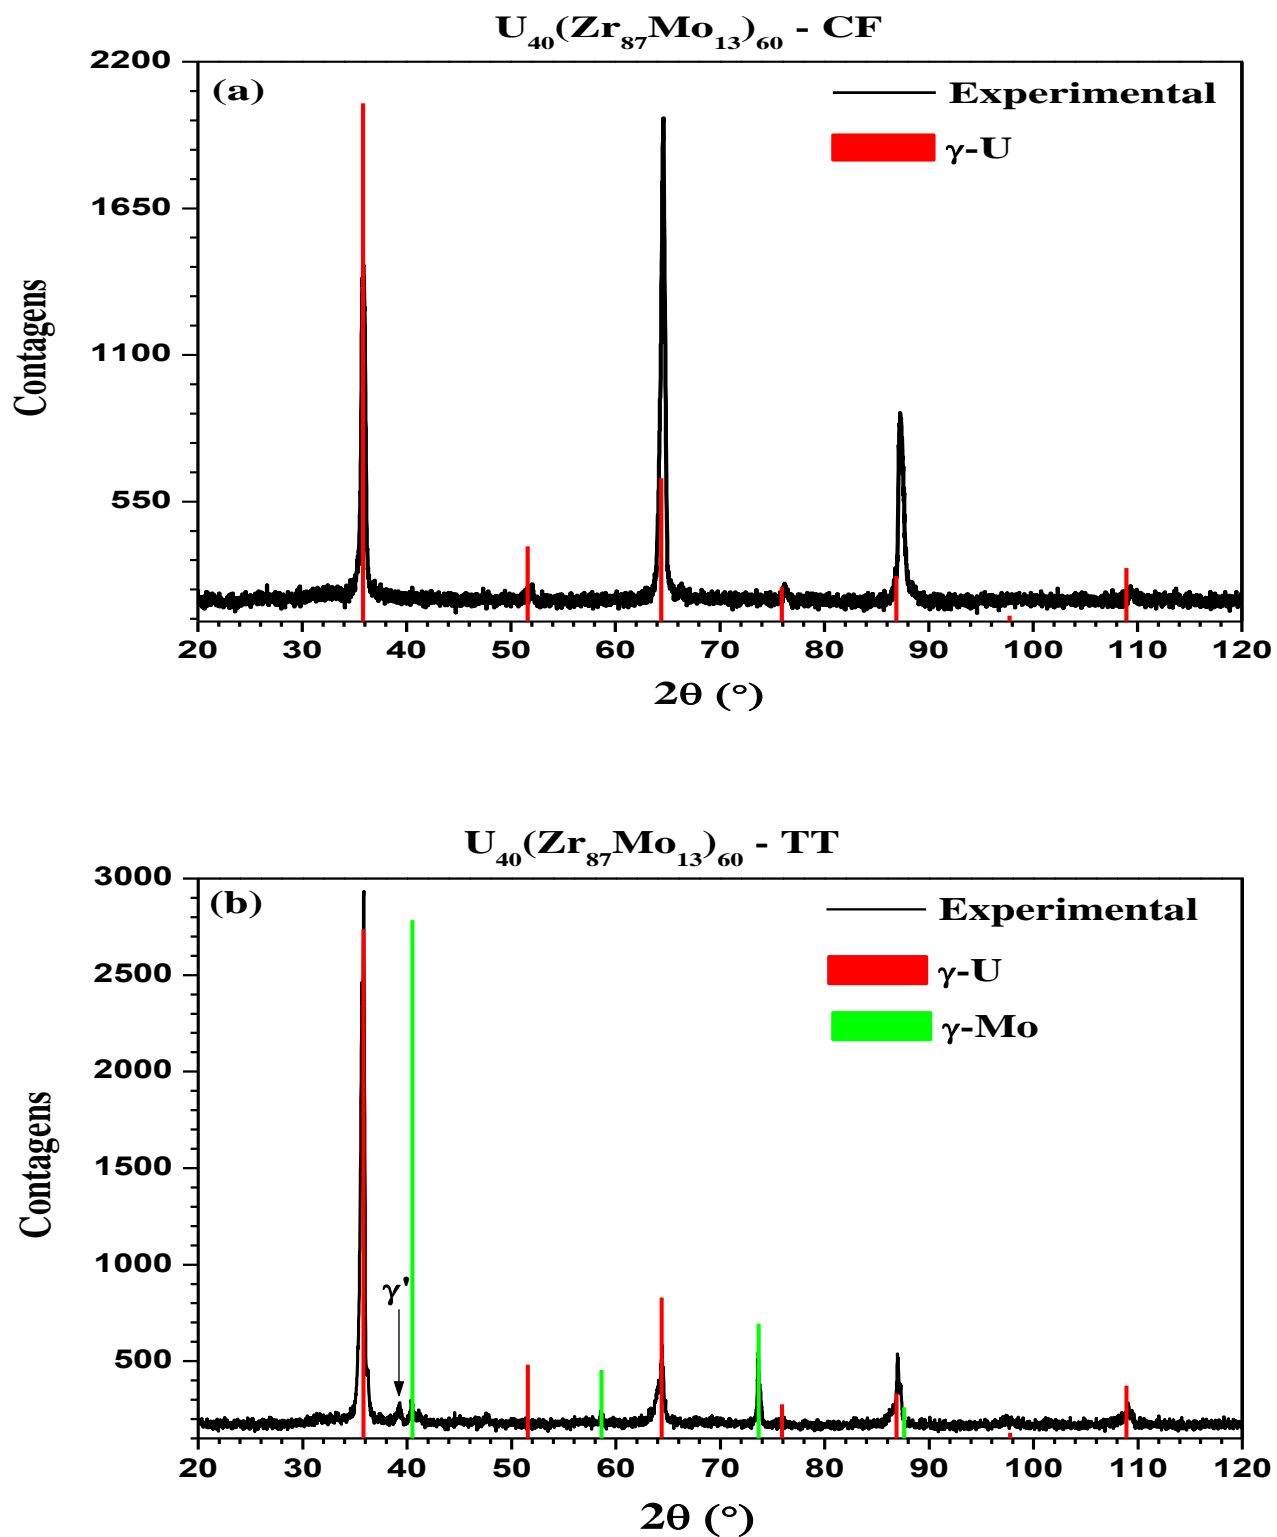 U₄₀(Zr₈₇Mo₁₃)₆₀ - CF
2200
(a)
Experimental
γ-U
1650
1100
550
Contagens
20 30 40 50 60 70 80 90 100 110 120
2θ (°)
U₄₀(Zr₈₇Mo₁₃)₆₀ - TT
3000
(b)
Experimental
γ-U
γ-Mo
2500
2000
1500
1000
500
γ'
Contagens
20 30 40 50 60 70 80 90 100 110 120
2θ (°)